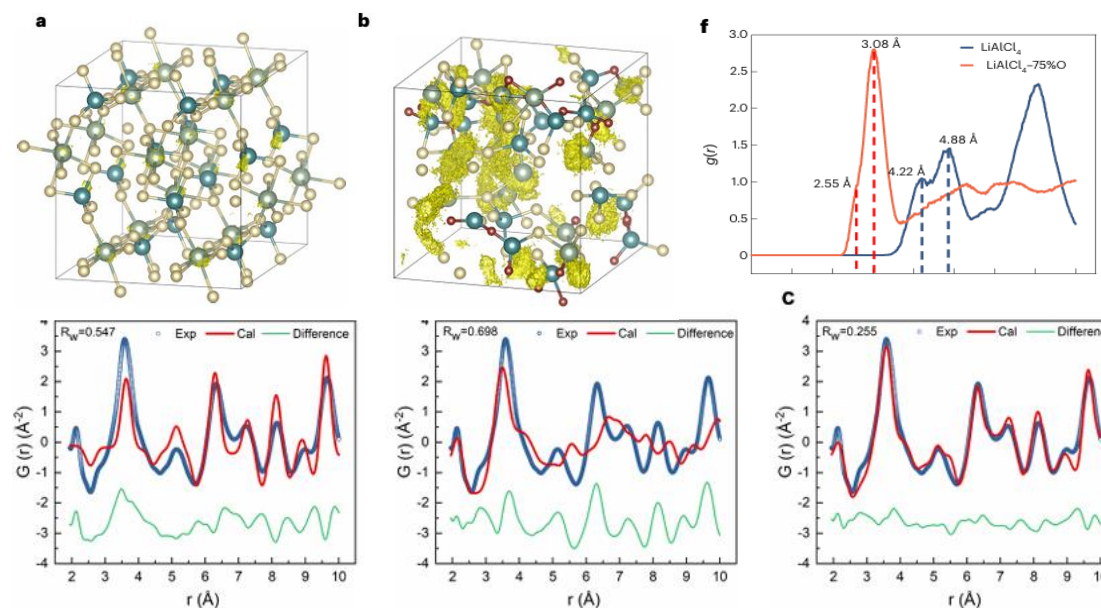 a
b
f
3.0
2.5
2.0
1.5
1.0
0.5
0
g(r)
3.08 Å
LiAlCl4
LiAlCl4–75%O
2.55 Å
4.22 Å
4.88 Å
C
4
3
2
1
0
-1
-2
-3
-4
G (r) (Å-2)
Rw=0.547
Exp
Cal
Difference
2 3 4 5 6 7 8 9 10
r (Å)
4
3
2
1
0
-1
-2
-3
-4
G (r) (Å-2)
Rw=0.698
Exp
Cal
Difference
2 3 4 5 6 7 8 9 10
r (Å)
4
3
2
1
0
-1
-2
-3
-4
G (r) (Å-2)
Rw=0.255
Exp
Cal
Difference
2 3 4 5 6 7 8 9 10
r (Å)